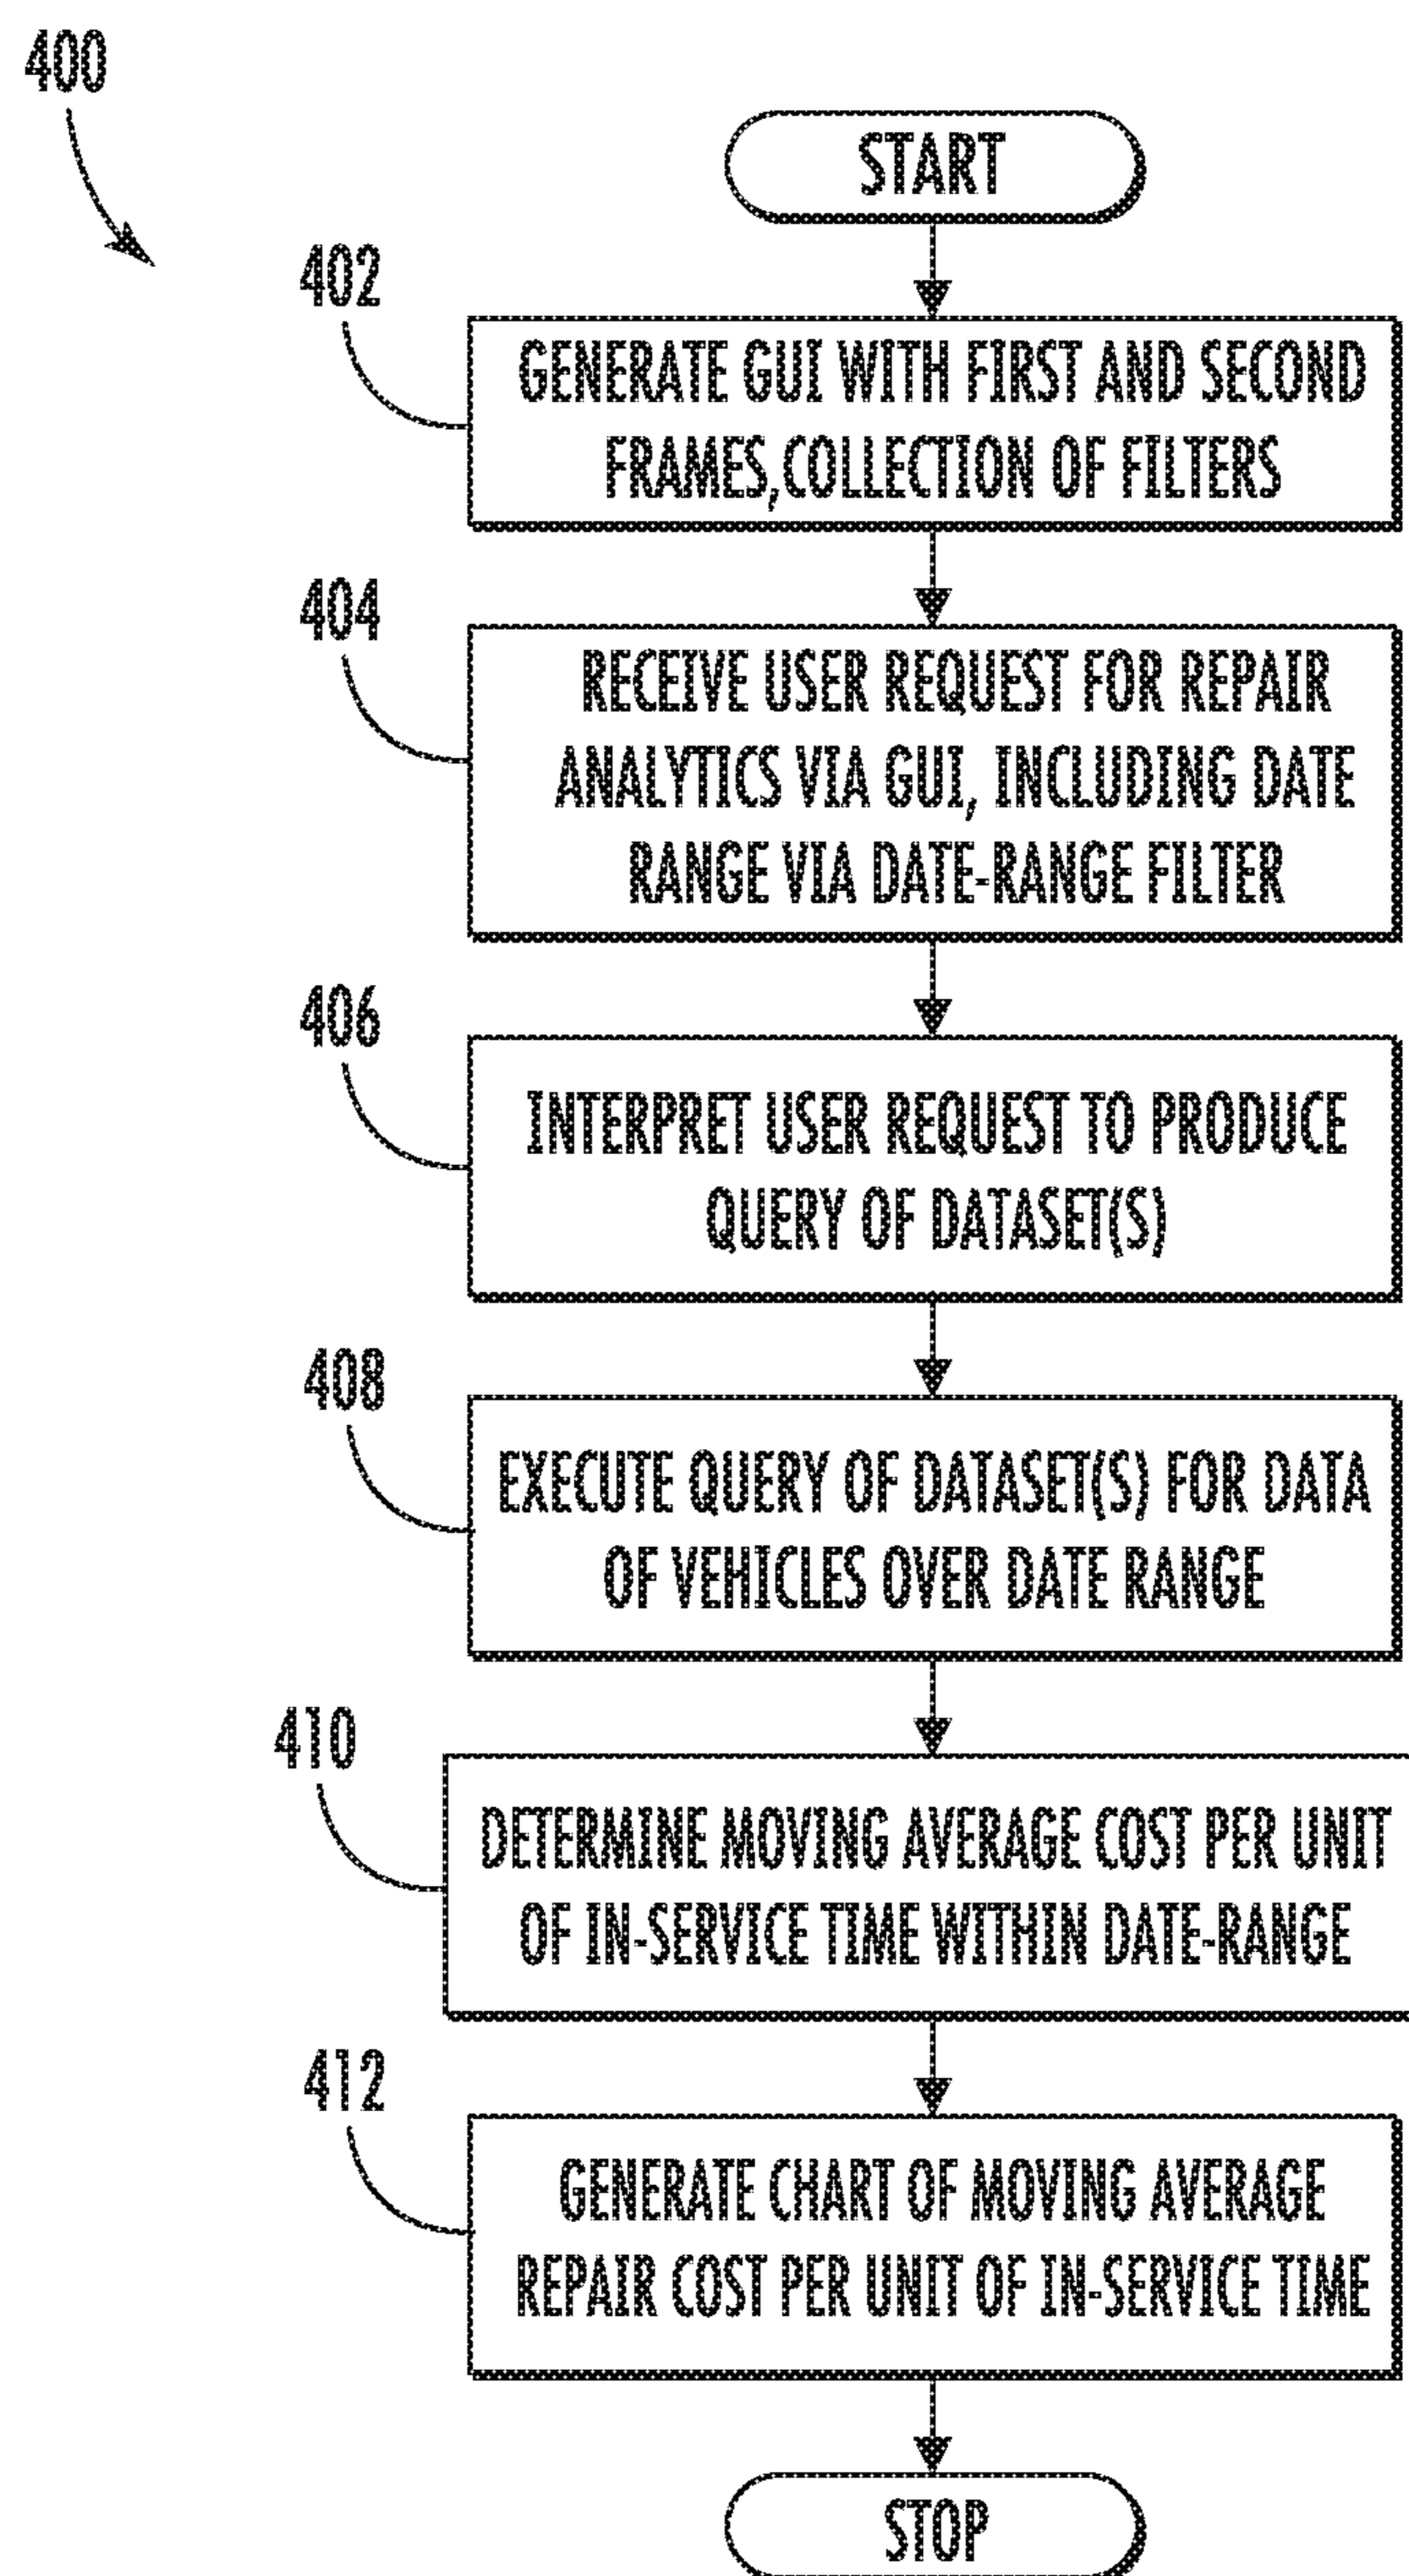 400
START
402
GENERATE GUI WITH FIRST AND SECOND
FRAMES,COLLECTION OF FILTERS
404
RECEIVE USER REQUEST FOR REPAIR
ANALYTICS VIA GUI, INCLUDING DATE
RANGE VIA DATE-RANGE FILTER
406
INTERPRET USER REQUEST TO PRODUCE
QUERY OF DATASET(S)
408
EXECUTE QUERY OF DATASET(S) FOR DATA
OF VEHICLES OVER DATE RANGE
410
DETERMINE MOVING AVERAGE COST PER UNIT
OF IN-SERVICE TIME WITHIN DATE-RANGE
412
GENERATE CHART OF MOVING AVERAGE
REPAIR COST PER UNIT OF IN-SERVICE TIME
STOP